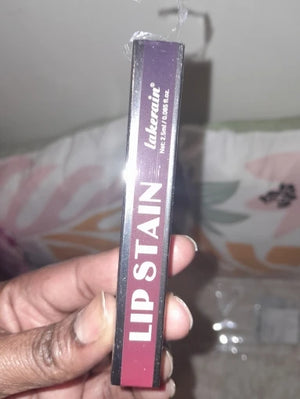 lakerain®
Net: 2.5ml / 0.085 fl.oz.
LIP STAIN